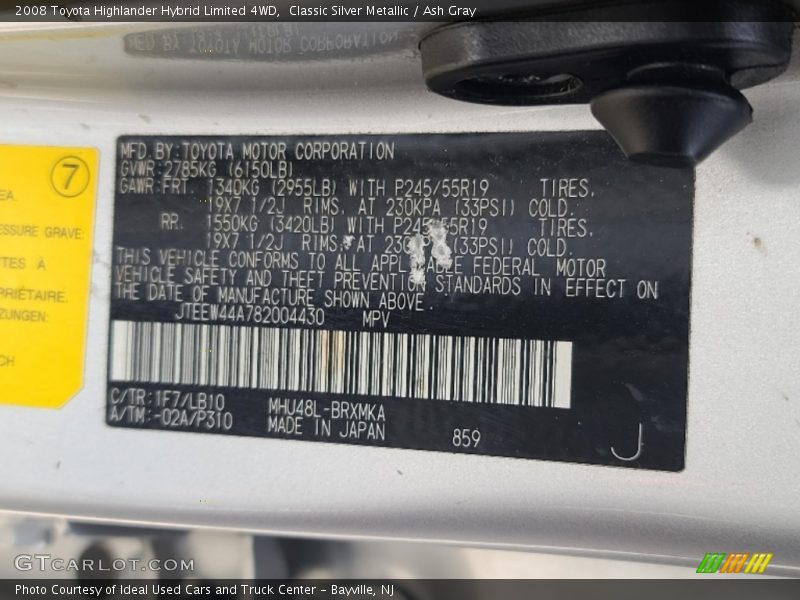 2008 Toyota Highlander Hybrid Limited 4WD, Classic Silver Metallic / Ash Gray
MFD.BY:TOYOTA MOTOR CORPORATION
GVWR:2785KG (6150LB)
GAWR:FRT. 1340KG (2955LB) WITH P245/55R19 TIRES,
19X7 1/2J RIMS, AT 230KPA (33PSI) COLD.
RR. 1550KG (3420LB) WITH P245/55R19 TIRES,
19X7 1/2J RIMS, AT (33PSI) COLD.
THIS VEHICLE CONFORMS TO ALL APPLICABLE FEDERAL MOTOR
VEHICLE SAFETY AND THEFT PREVENTION STANDARDS IN EFFECT ON
THE DATE OF MANUFACTURE SHOWN ABOVE.
JTEEW44A782004430 MPV
C/TR:1F7/LB10 MHU48L-BRXMKA
A/TM:-02A/P310 MADE IN JAPAN 859
J
7
EA.
ESSURE GRAVE
TES À
PRIETAIRE.
ZUNGEN:
CH
GTCARLOT.COM
Photo Courtesy of Ideal Used Cars and Truck Center - Bayville, NJ